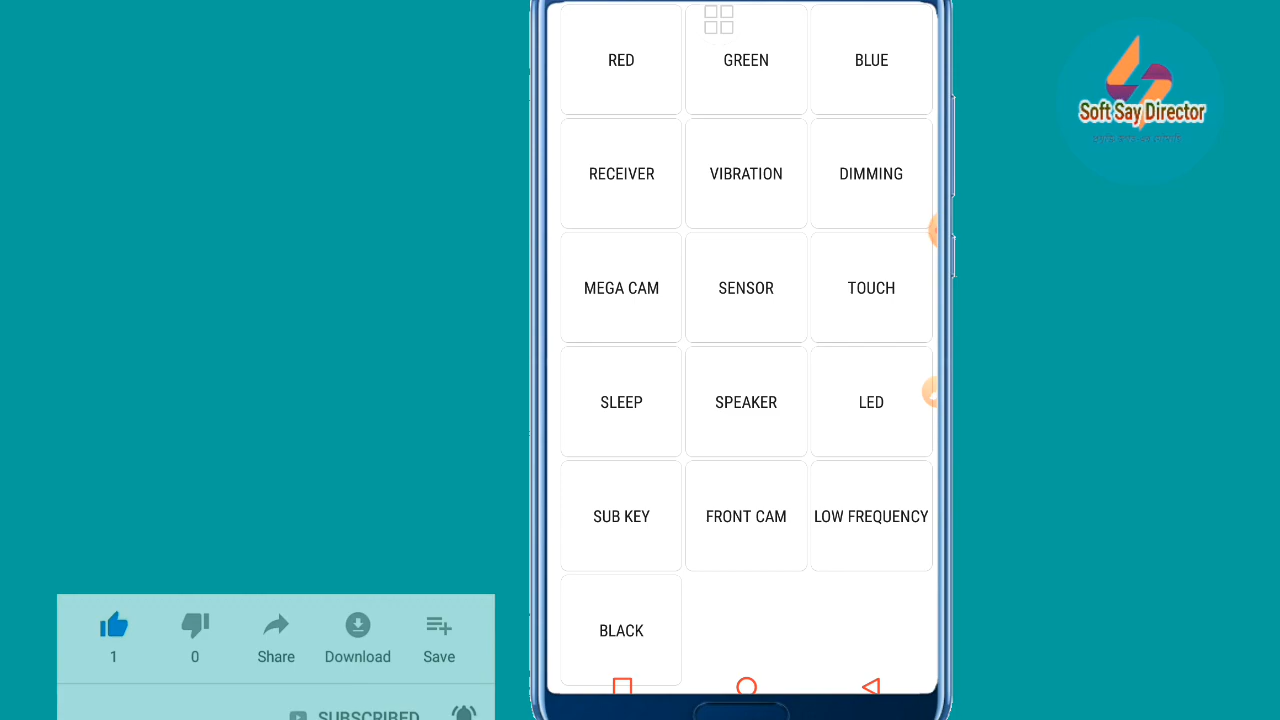 RED GREEN BLUE
RECEIVER VIBRATION DIMMING
MEGA CAM SENSOR TOUCH
SLEEP SPEAKER LED
SUB KEY FRONT CAM LOW FREQUENCY
BLACK
Soft Say Director
1 0 Share Download Save
SUBSCRIBED